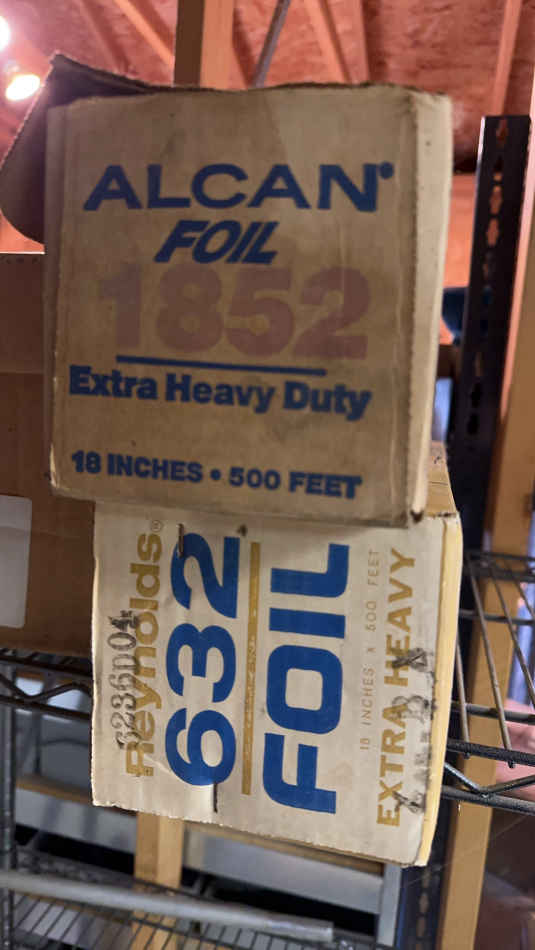 ALCAN®
FOIL
1852
Extra Heavy Duty
18 INCHES • 500 FEET
Reynolds®
632
FOIL
18 INCHES X 500 FEET
EXTRA HEAVY